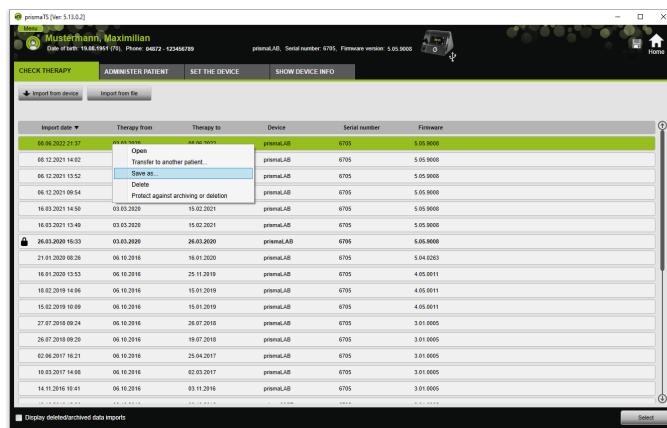 prismaTS [Ver: 5.13.0.2]
Menu
Mustermann, Maximilian
Date of birth: 19.08.1951 (70), Phone: 04872 - 123456789
prismaLAB, Serial number: 6705, Firmware version: 5.05.9008
Home
CHECK THERAPY ADMINISTER PATIENT SET THE DEVICE SHOW DEVICE INFO
Import from device Import from file
Import date ▼ Therapy from Therapy to Device Serial number Firmware
08.06.2022 21:37 03.03.2020 08.06.2022 prismaLAB 6705 5.05.9008
Open
08.12.2021 14:02 prismaLAB 6705 5.05.9008
Transfer to another patient...
06.12.2021 13:52 prismaLAB 6705 5.05.9008
Save as...
Delete
06.12.2021 09:54 prismaLAB 6705 5.05.9008
Protect against archiving or deletion
16.03.2021 14:50 03.03.2020 15.02.2021 prismaLAB 6705 5.05.9008
16.03.2021 13:49 03.03.2020 15.02.2021 prismaLAB 6705 5.05.9008
26.03.2020 15:33 03.03.2020 26.03.2020 prismaLAB 6705 5.05.9008
21.01.2020 08:26 06.10.2016 16.01.2020 prismaLAB 6705 5.04.0263
16.01.2020 13:53 06.10.2016 25.11.2019 prismaLAB 6705 4.05.0011
18.02.2019 14:06 06.10.2016 15.01.2019 prismaLAB 6705 4.05.0011
15.02.2019 10:09 06.10.2016 15.01.2019 prismaLAB 6705 4.05.0011
27.07.2018 09:24 06.10.2016 26.07.2018 prismaLAB 6705 3.01.0005
26.07.2018 09:20 06.10.2016 19.07.2018 prismaLAB 6705 3.01.0005
02.06.2017 16:21 06.10.2016 25.04.2017 prismaLAB 6705 3.01.0005
10.03.2017 14:08 06.10.2016 02.03.2017 prismaLAB 6705 3.01.0005
14.11.2016 10:41 06.10.2016 03.11.2016 prismaLAB 6705 3.01.0005
Display deleted/archived data imports Select